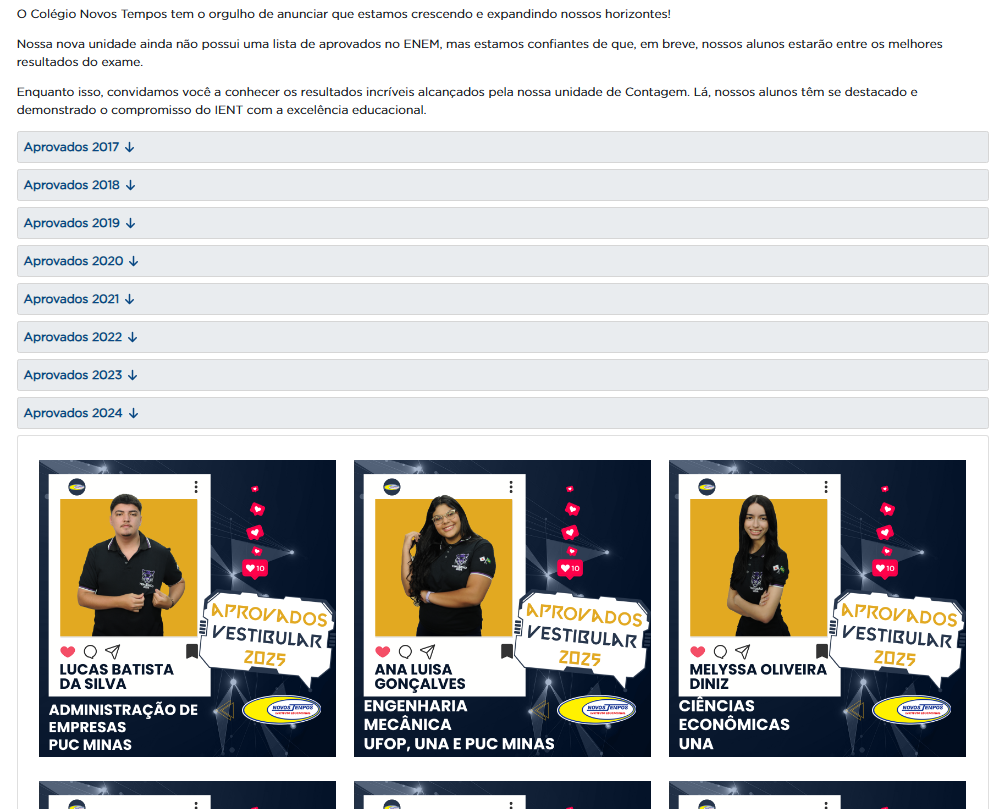 O Colégio Novos Tempos tem o orgulho de anunciar que estamos crescendo e expandindo nossos horizontes!
Nossa nova unidade ainda não possui uma lista de aprovados no ENEM, mas estamos confiantes de que, em breve, nossos alunos estarão entre os melhores
resultados do exame.
Enquanto isso, convidamos você a conhecer os resultados incríveis alcançados pela nossa unidade de Contagem. Lá, nossos alunos têm se destacado e
demonstrado o compromisso do IENT com a excelência educacional.
Aprovados 2017 ↓
Aprovados 2018 ↓
Aprovados 2019 ↓
Aprovados 2020 ↓
Aprovados 2021 ↓
Aprovados 2022 ↓
Aprovados 2023 ↓
Aprovados 2024 ↓
10
APROVADOS
VESTIBULAR
2025
LUCAS BATISTA
DA SILVA
ADMINISTRAÇÃO DE
EMPRESAS
PUC MINAS
NOVOS TEMPOS
10
APROVADOS
VESTIBULAR
2025
ANA LUISA
GONÇALVES
ENGENHARIA
MECÂNICA
UFOP, UNA E PUC MINAS
NOVOS TEMPOS
10
APROVADOS
VESTIBULAR
2025
MELYSSA OLIVEIRA
DINIZ
CIÊNCIAS
ECONÔMICAS
UNA
NOVOS TEMPOS